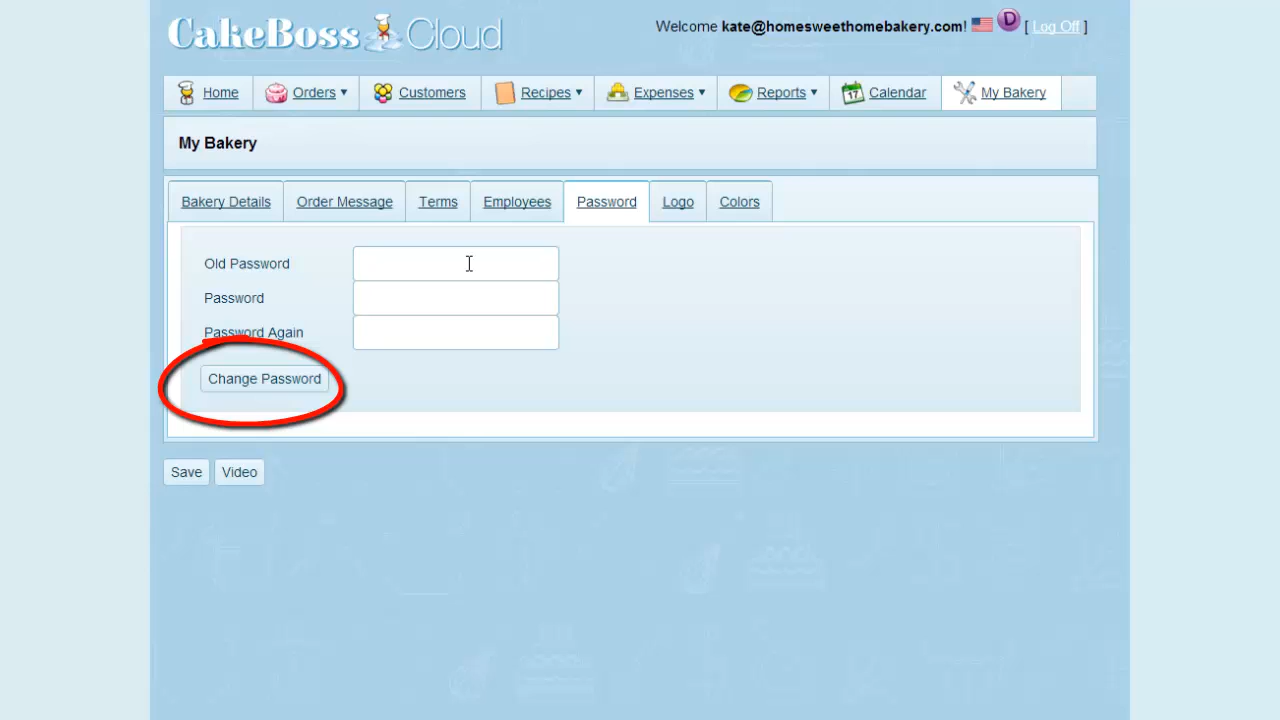 CakeBoss Cloud
Welcome kate@homesweethomebakery.com! D [ Log Off ]
Home Orders ▼ Customers Recipes ▼ Expenses ▼ Reports ▼ 17 Calendar My Bakery
My Bakery
Bakery Details Order Message Terms Employees Password Logo Colors
Old Password
Password
Password Again
Change Password
Save Video